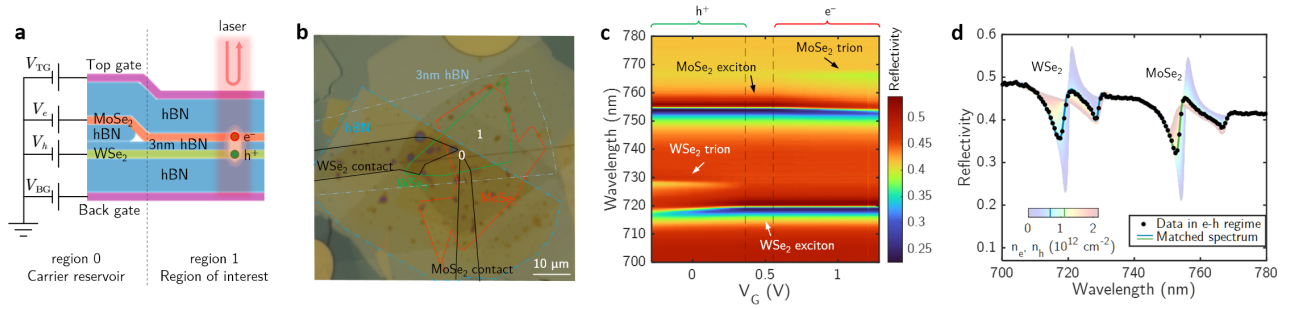 a
laser
V_TG
Top gate
hBN
V_e
MoSe₂
e⁻
hBN
3nm hBN
V_h
WSe₂
h⁺
hBN
V_BG
Back gate
region 0
Carrier reservoir
region 1
Region of interest
b
3nm hBN
hBN
1
0
WSe₂ contact
MoSe₂ contact
10 μm
c
h⁺
e⁻
780
770
760
750
740
730
720
710
700
Wavelength (nm)
MoSe₂ trion
MoSe₂ exciton
WSe₂ trion
WSe₂ exciton
0
0.5
1
V_G (V)
Reflectivity
0.55
0.5
0.45
0.4
0.35
0.3
0.25
d
0.6
0.5
0.4
0.3
0.2
0.1
Reflectivity
WSe₂
MoSe₂
0
1
2
n_e, n_h (10¹² cm⁻²)
Data in e-h regime
Matched spectrum
700
720
740
760
780
Wavelength (nm)